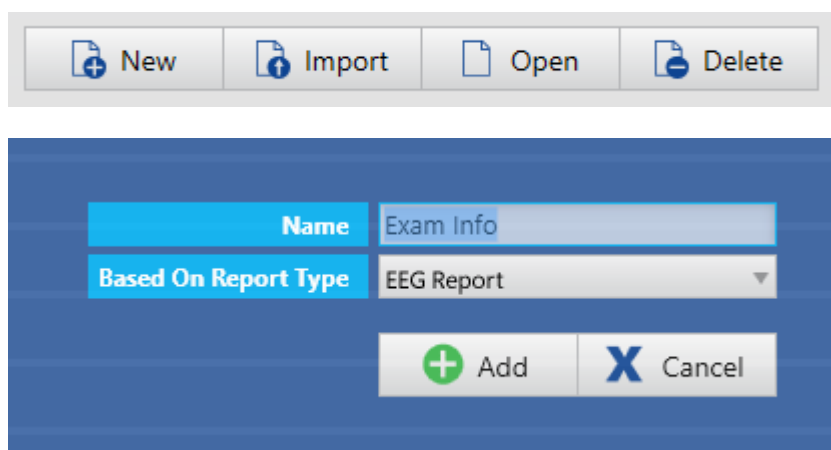 New Import Open Delete
Name Exam Info
Based On Report Type EEG Report
Add Cancel